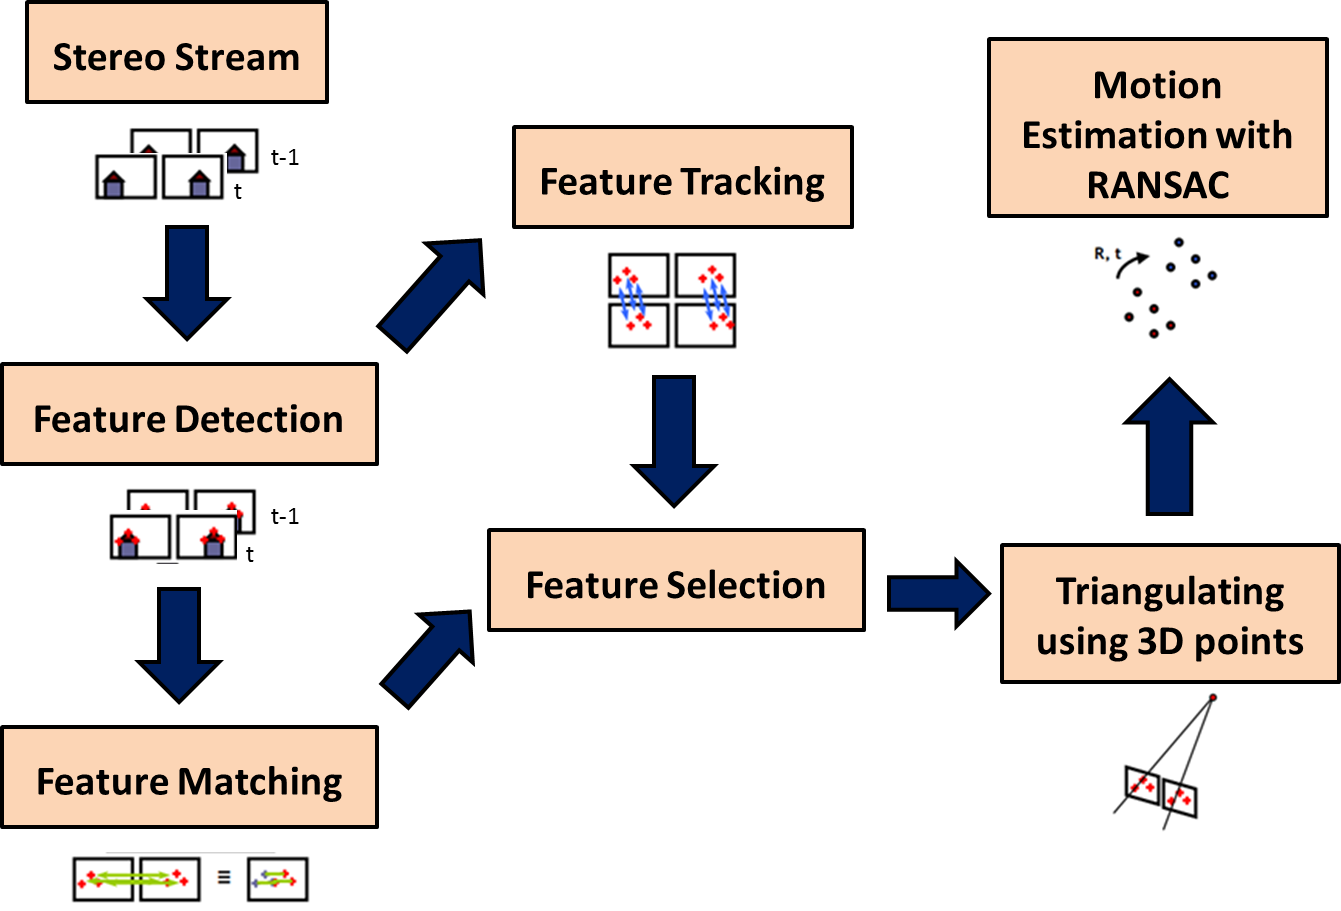 Stereo Stream
t-1
t
Feature Detection
t-1
t
Feature Matching
≡
Feature Tracking
Feature Selection
Triangulating
using 3D points
Motion
Estimation with
RANSAC
R, t